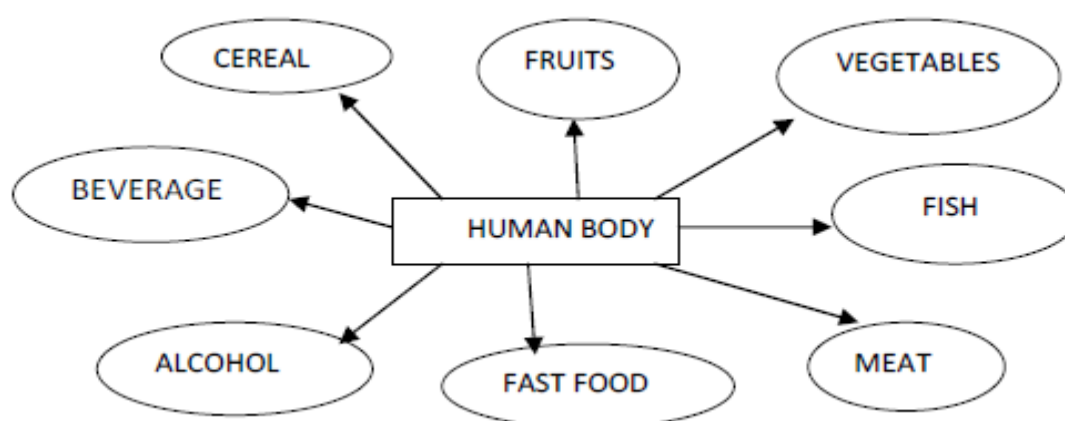 CEREAL
FRUITS
VEGETABLES
BEVERAGE
HUMAN BODY
FISH
ALCOHOL
FAST FOOD
MEAT